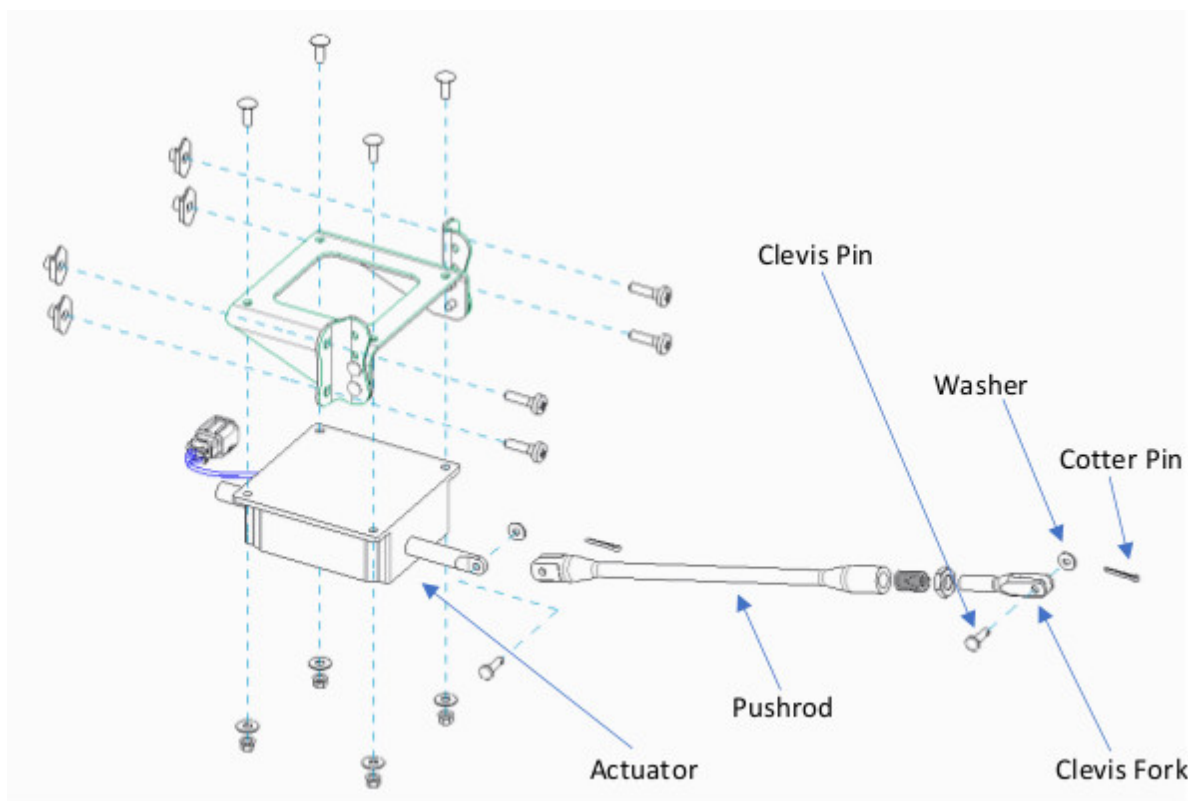 Clevis Pin
Washer
Cotter Pin
Pushrod
Actuator
Clevis Fork